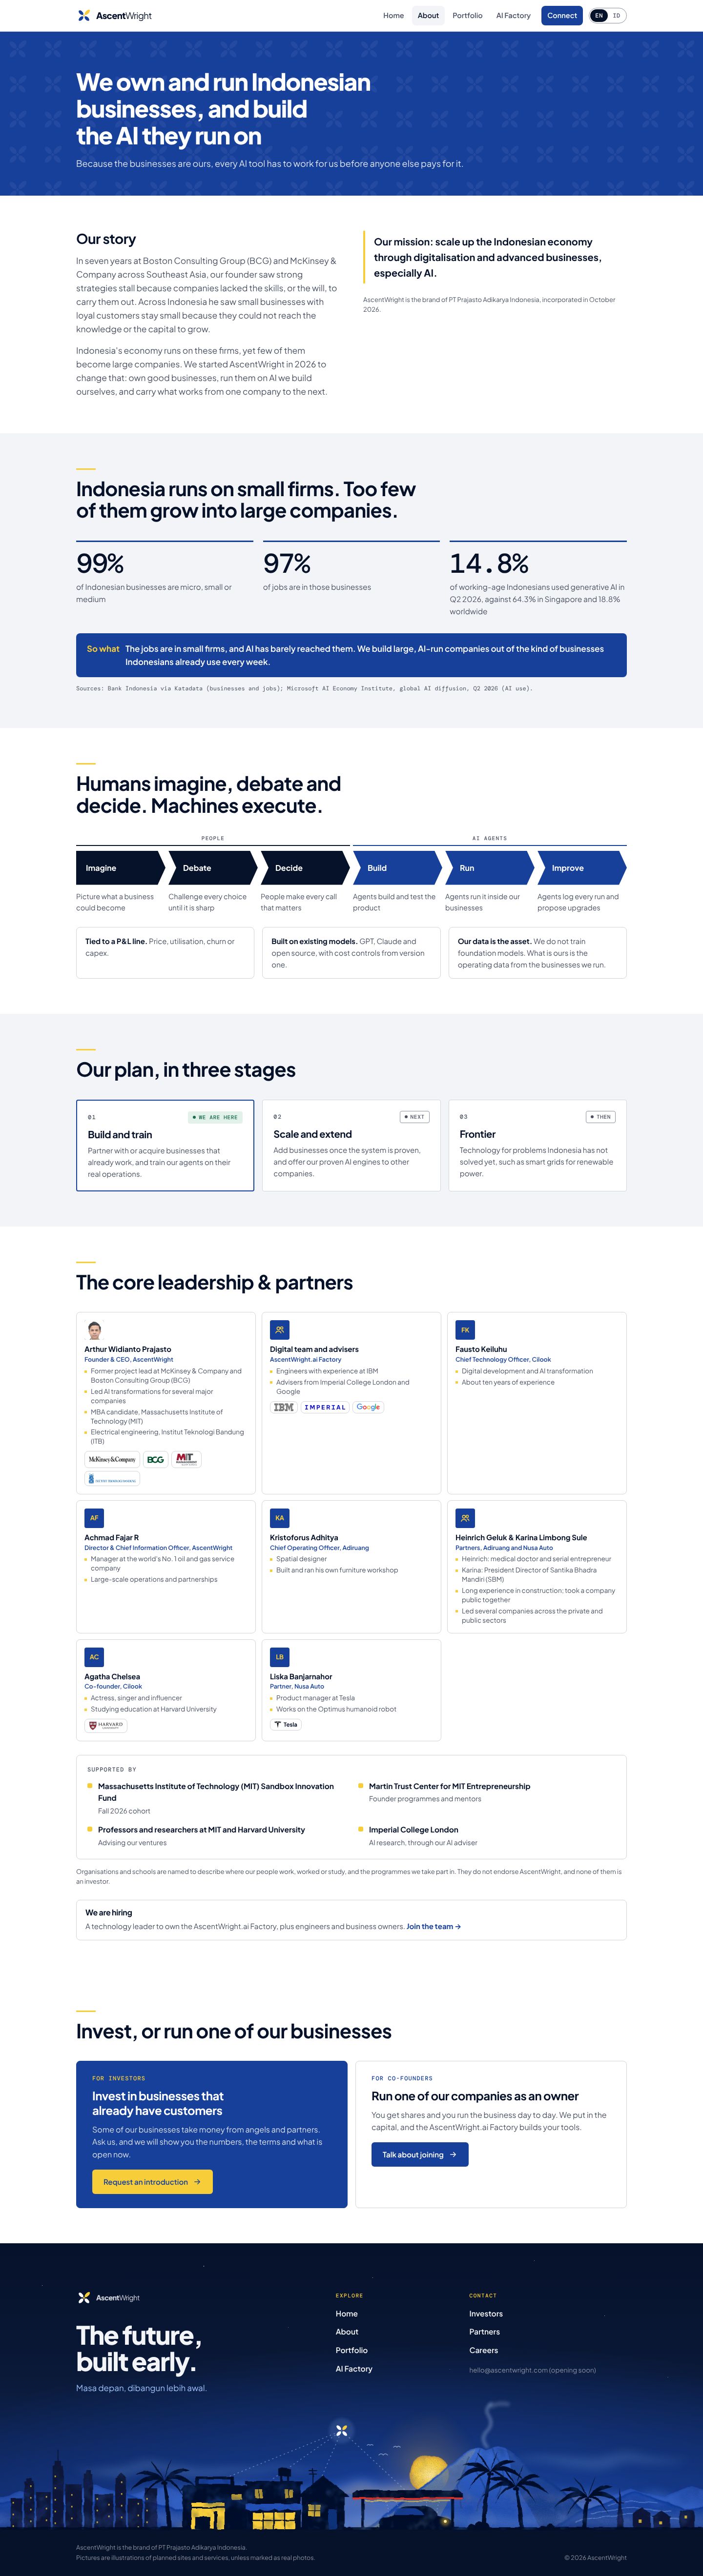 AscentWright
Home About Portfolio AI Factory Connect EN ID
We own and run Indonesian
businesses, and build
the AI they run on
Because the businesses are ours, every AI tool has to work for us before anyone else pays for it.
Our story
In seven years at Boston Consulting Group (BCG) and McKinsey &
Company across Southeast Asia, our founder saw strong
strategies stall because companies lacked the skills, or the will, to
carry them out. Across Indonesia he saw small businesses with
loyal customers stay small because they could not reach the
knowledge or the capital to grow.
Indonesia's economy runs on these firms, yet few of them
become large companies. We started AscentWright in 2026 to
change that: own good businesses, run them on AI we build
ourselves, and carry what works from one company to the next.
Our mission: scale up the Indonesian economy
through digitalisation and advanced businesses,
especially AI.
AscentWright is the brand of PT Prajasto Adikarya Indonesia, incorporated in October
2026.
Indonesia runs on small firms. Too few
of them grow into large companies.
99%
of Indonesian businesses are micro, small or
medium
97%
of jobs are in those businesses
14.8%
of working-age Indonesians used generative AI in
Q2 2026, against 64.3% in Singapore and 18.8%
worldwide
So what The jobs are in small firms, and AI has barely reached them. We build large, AI-run companies out of the kind of businesses
Indonesians already use every week.
Sources: Bank Indonesia via Katadata (businesses and jobs); Microsoft AI Economy Institute, global AI diffusion, Q2 2026 (AI use).
Humans imagine, debate and
decide. Machines execute.
PEOPLE
AI AGENTS
Imagine
Debate
Decide
Build
Run
Improve
Picture what a business
could become
Challenge every choice
until it is sharp
People make every call
that matters
Agents build and test the
product
Agents run it inside our
businesses
Agents log every run and
propose upgrades
Tied to a P&L line. Price, utilisation, churn or
capex.
Built on existing models. GPT, Claude and
open source, with cost controls from version
one.
Our data is the asset. We do not train
foundation models. What is ours is the
operating data from the businesses we run.
Our plan, in three stages
01
WE ARE HERE
Build and train
Partner with or acquire businesses that
already work, and train our agents on their
real operations.
02
NEXT
Scale and extend
Add businesses once the system is proven,
and offer our proven AI engines to other
companies.
03
THEN
Frontier
Technology for problems Indonesia has not
solved yet, such as smart grids for renewable
power.
The core leadership & partners
Arthur Widianto Prajasto
Founder & CEO, AscentWright
Former project lead at McKinsey & Company and
Boston Consulting Group (BCG)
Led AI transformations for several major
companies
MBA candidate, Massachusetts Institute of
Technology (MIT)
Electrical engineering, Institut Teknologi Bandung
(ITB)
McKinsey&Company
BCG
MIT
Digital team and advisers
AscentWright.ai Factory
Engineers with experience at IBM
Advisers from Imperial College London and
Google
IBM
IMPERIAL
Google
FK
Fausto Keiluhu
Chief Technology Officer, Cilook
Digital development and AI transformation
About ten years of experience
AF
Achmad Fajar R
Director & Chief Information Officer, AscentWright
Manager at the world's No. 1 oil and gas service
company
Large-scale operations and partnerships
KA
Kristoforus Adhitya
Chief Operating Officer, Adiruang
Spatial designer
Built and ran his own furniture workshop
Heinrich Geluk & Karina Limbong Sule
Partners, Adiruang and Nusa Auto
Heinrich: medical doctor and serial entrepreneur
Karina: President Director of Santika Bhadra
Mandiri (SBM)
Long experience in construction; took a company
public together
Led several companies across the private and
public sectors
AC
Agatha Chelsea
Co-founder, Cilook
Actress, singer and influencer
Studying education at Harvard University
HARVARD
LB
Liska Banjarnahor
Partner, Nusa Auto
Product manager at Tesla
Works on the Optimus humanoid robot
Tesla
SUPPORTED BY
Massachusetts Institute of Technology (MIT) Sandbox Innovation
Fund
Fall 2026 cohort
Martin Trust Center for MIT Entrepreneurship
Founder programmes and mentors
Professors and researchers at MIT and Harvard University
Advising our ventures
Imperial College London
AI research, through our AI adviser
Organisations and schools are named to describe where our people work, worked or study, and the programmes we take part in. They do not endorse AscentWright, and none of them is
an investor.
We are hiring
A technology leader to own the AscentWright.ai Factory, plus engineers and business owners. Join the team →
Invest, or run one of our businesses
FOR INVESTORS
Invest in businesses that
already have customers
Some of our businesses take money from angels and partners.
Ask us, and we will show you the numbers, the terms and what is
open now.
Request an introduction →
FOR CO-FOUNDERS
Run one of our companies as an owner
You get shares and you run the business day to day. We put in the
capital, and the AscentWright.ai Factory builds your tools.
Talk about joining →
AscentWright
The future,
built early.
Masa depan, dibangun lebih awal.
EXPLORE
Home
About
Portfolio
AI Factory
CONTACT
Investors
Partners
Careers
hello@ascentwright.com (opening soon)
AscentWright is the brand of PT Prajasto Adikarya Indonesia.
Pictures are illustrations of planned sites and services, unless marked as real photos.
© 2026 AscentWright